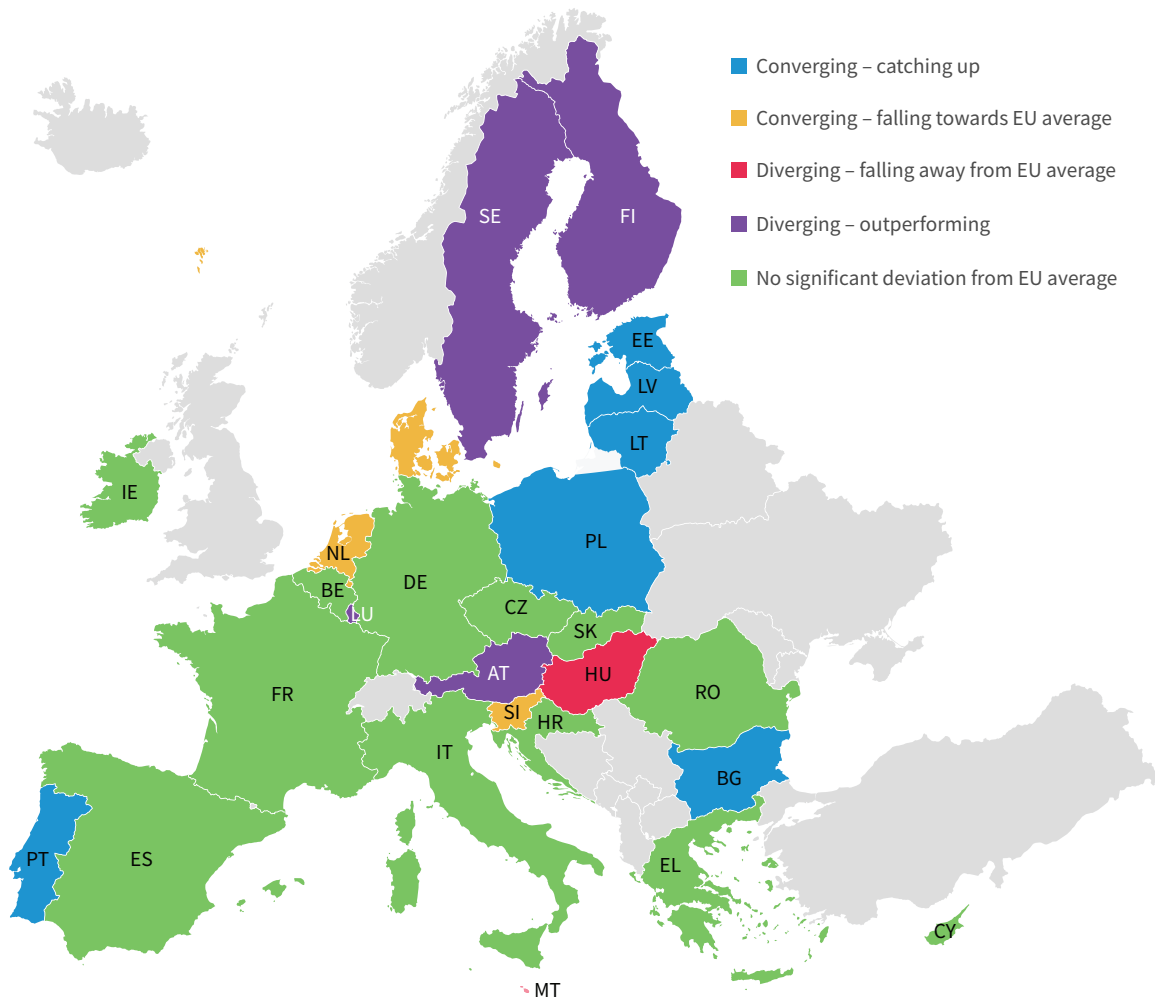 Converging – catching up
Converging – falling towards EU average
Diverging – falling away from EU average
Diverging – outperforming
No significant deviation from EU average
SE
FI
EE
LV
LT
IE
PL
NL
DE
BE
CZ
LU
SK
AT
HU
FR
RO
SI
HR
IT
BG
PT
ES
EL
CY
MT